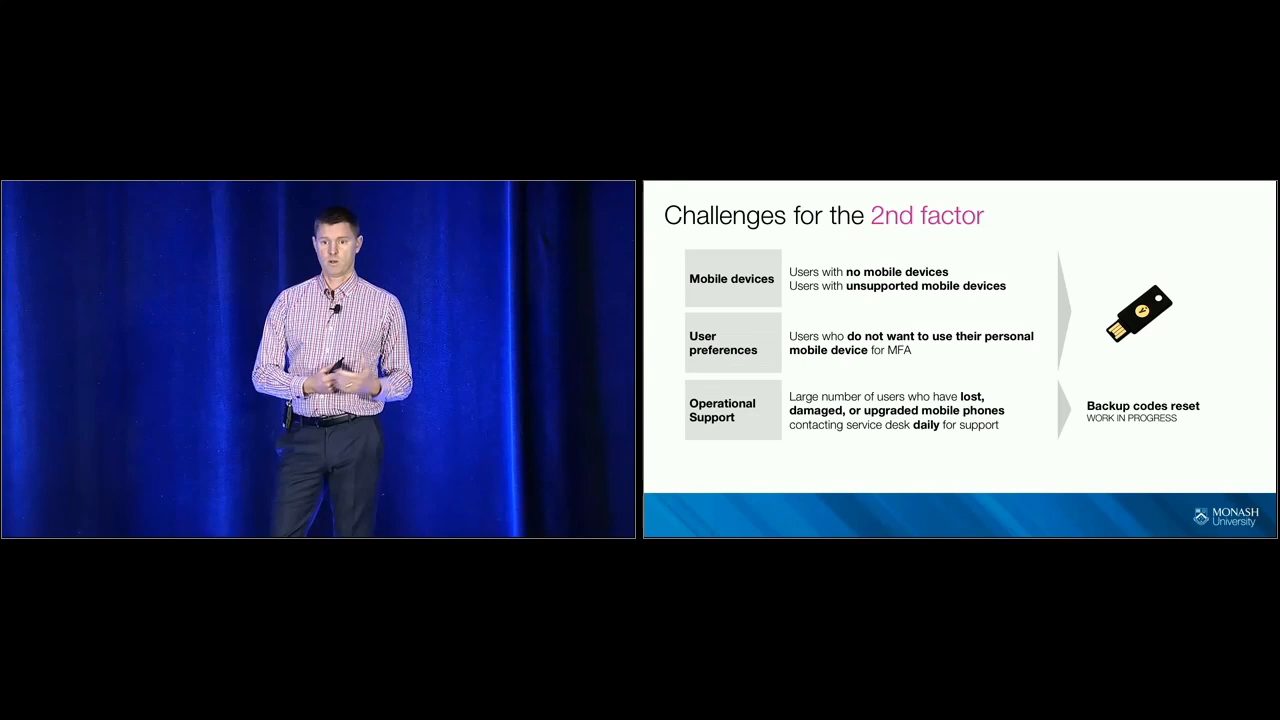 Challenges for the 2nd factor
Mobile devices
Users with no mobile devices
Users with unsupported mobile devices
User
preferences
Users who do not want to use their personal
mobile device for MFA
Operational
Support
Large number of users who have lost,
damaged, or upgraded mobile phones
contacting service desk daily for support
Y
Backup codes reset
WORK IN PROGRESS
MONASH
University